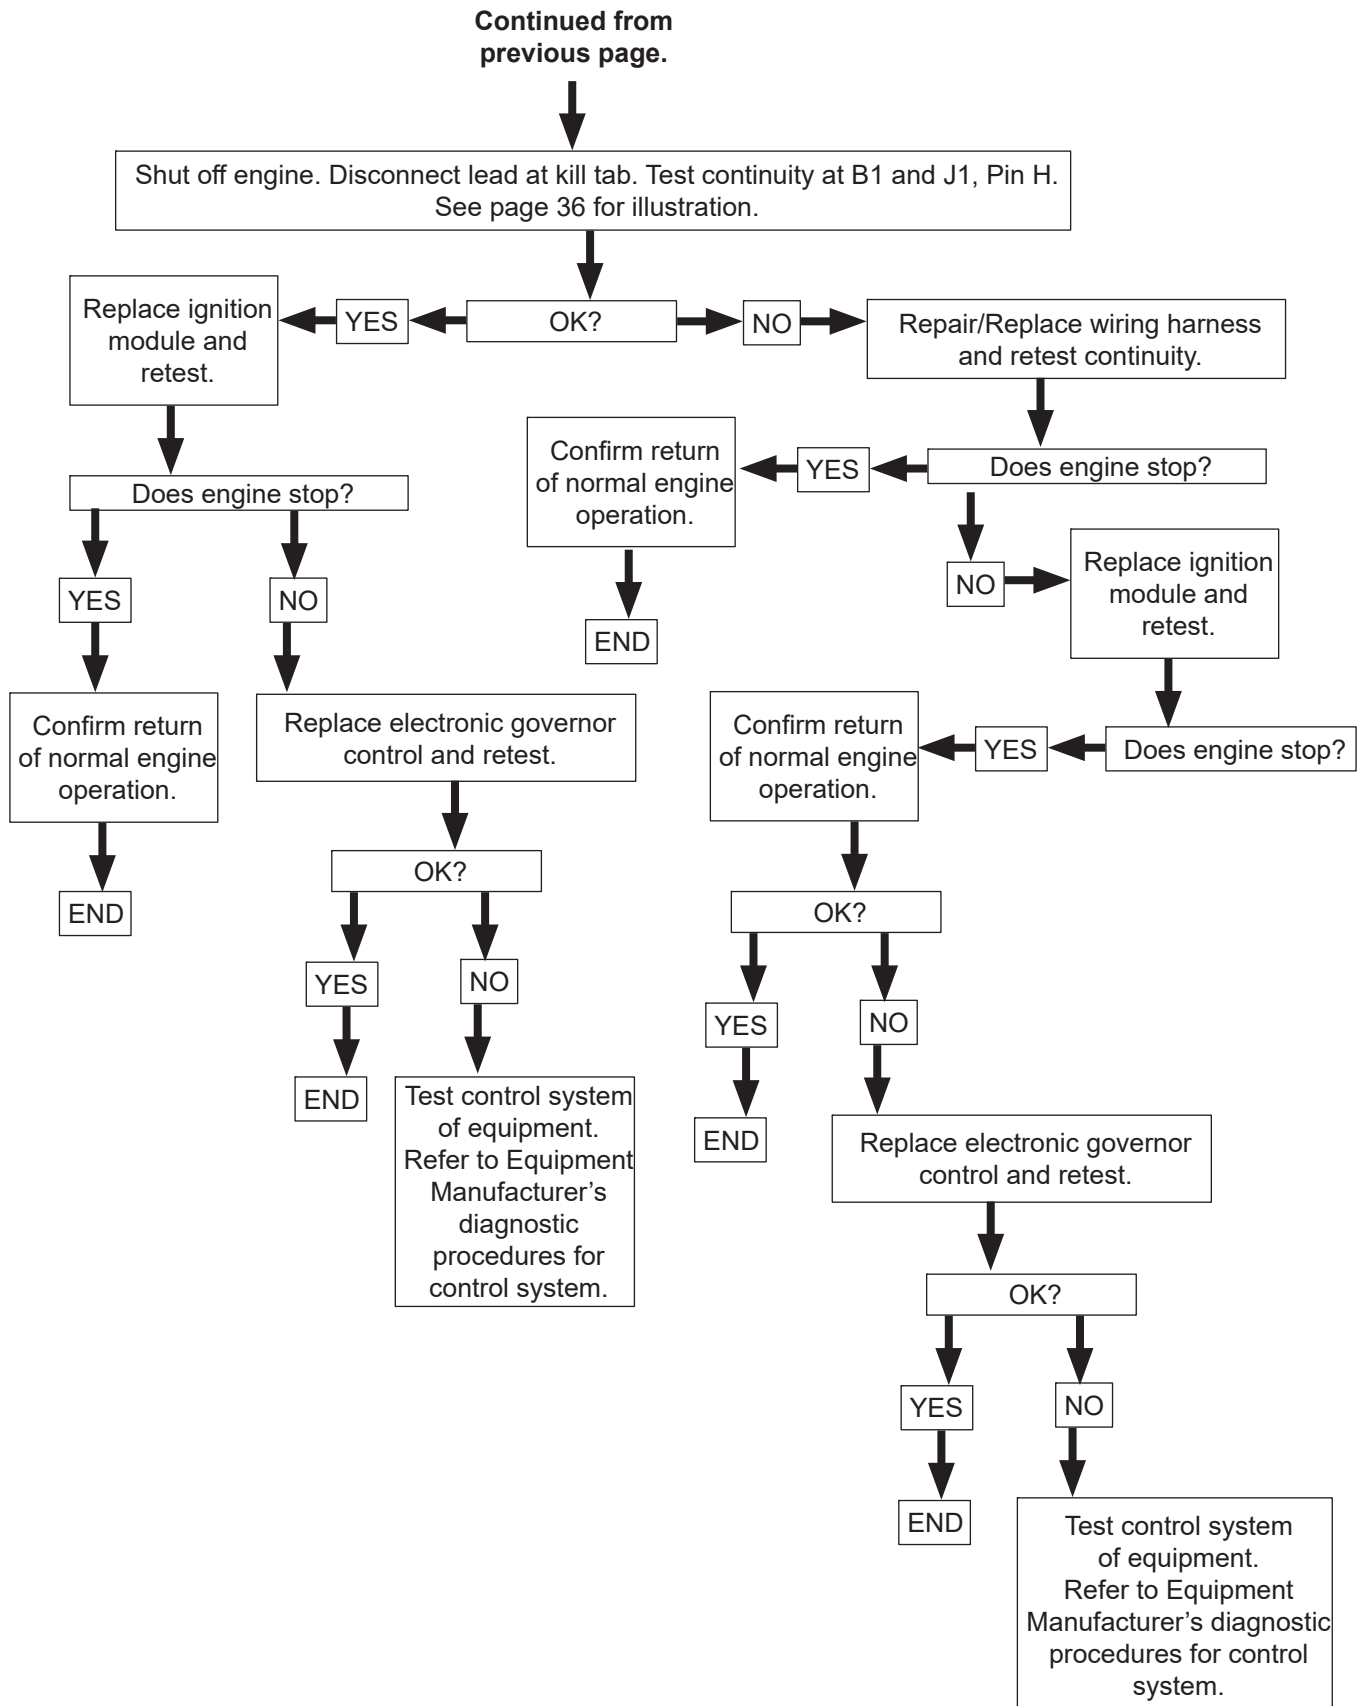 Continued from
previous page.
Shut off engine. Disconnect lead at kill tab. Test continuity at B1 and J1, Pin H.
See page 36 for illustration.
Replace ignition
module and
retest.
YES
OK?
NO
Repair/Replace wiring harness
and retest continuity.
Confirm return
of normal engine
operation.
YES
Does engine stop?
Does engine stop?
YES
NO
END
NO
Replace ignition
module and
retest.
Confirm return
of normal engine
operation.
Replace electronic governor
control and retest.
Confirm return
of normal engine
operation.
YES
Does engine stop?
END
OK?
YES
NO
END
Test control system
of equipment.
Refer to Equipment
Manufacturer’s
diagnostic
procedures for
control system.
OK?
YES
NO
END
Replace electronic governor
control and retest.
OK?
YES
NO
END
Test control system
of equipment.
Refer to Equipment
Manufacturer’s diagnostic
procedures for control
system.